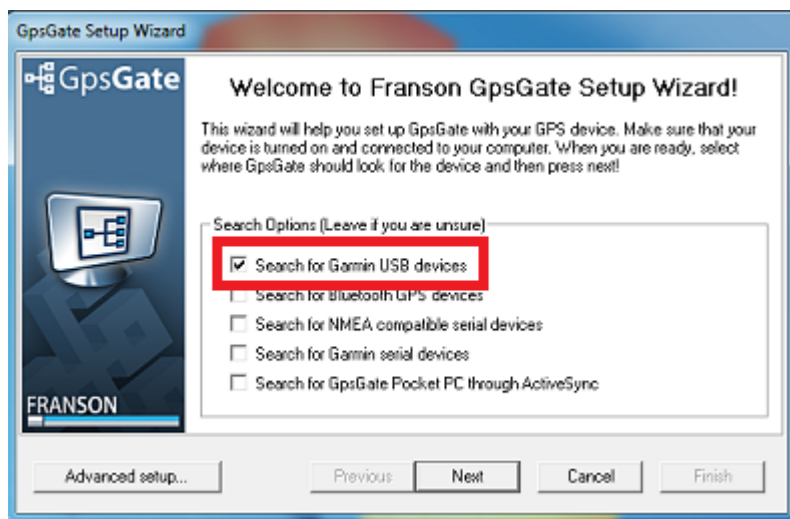 GpsGate Setup Wizard
GpsGate
Welcome to Franson GpsGate Setup Wizard!
This wizard will help you set up GpsGate with your GPS device. Make sure that your
device is turned on and connected to your computer. When you are ready, select
where GpsGate should look for the device and then press next!
Search Options (Leave if you are unsure)
Search for Garmin USB devices
Search for Bluetooth GPS devices
Search for NMEA compatible serial devices
Search for Garmin serial devices
Search for GpsGate Pocket PC through ActiveSync
FRANSON
Advanced setup...
Previous
Next
Cancel
Finish